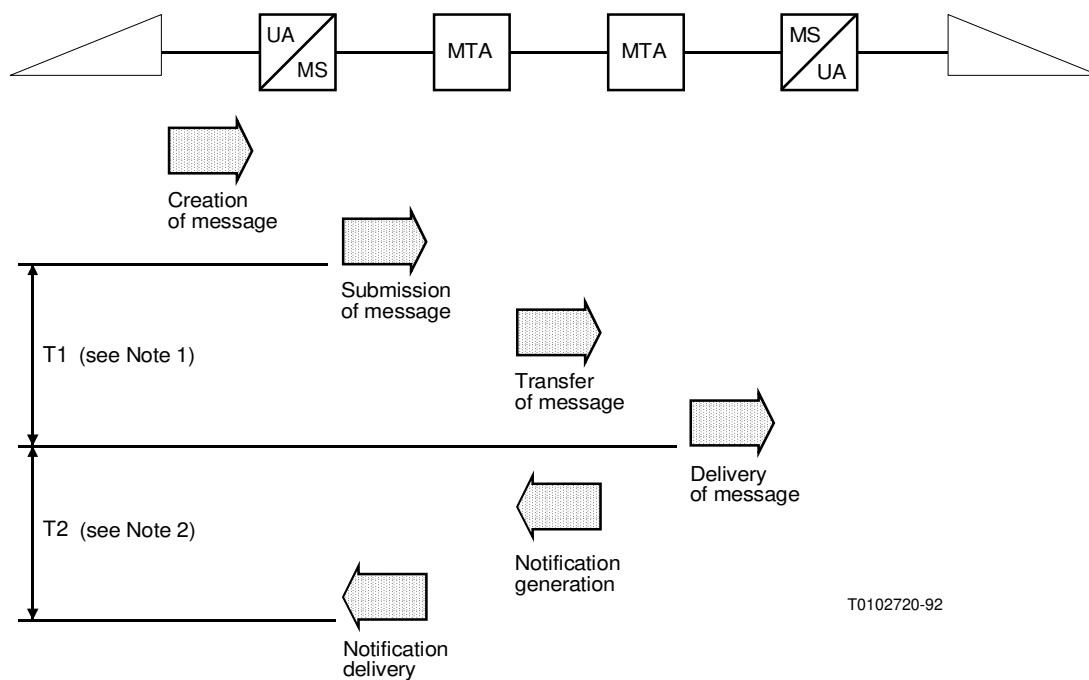 UA
MS
MTA
MTA
MS
UA
Creation
of message
Submission
of message
T1 (see Note 1)
Transfer
of message
Delivery
of message
T2 (see Note 2)
Notification
generation
T0102720-92
Notification
delivery